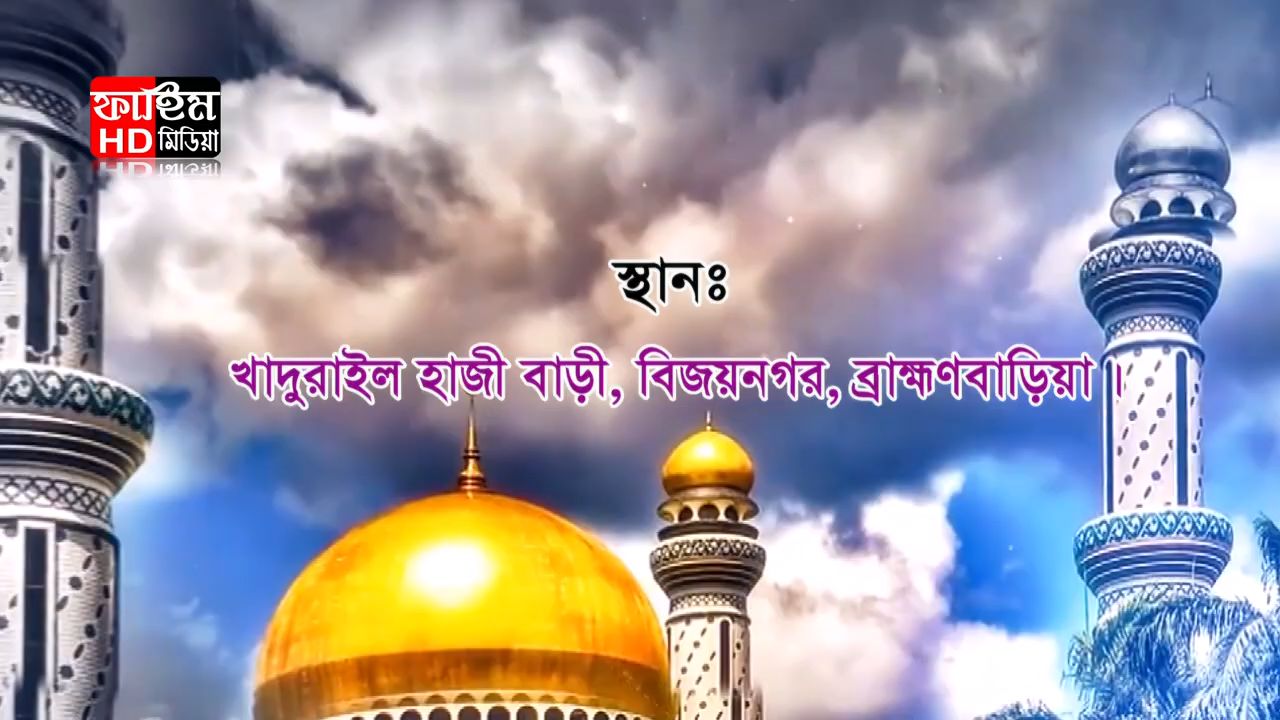 ফাহিম
HD মিডিয়া
স্থানঃ
খাদুরাইল হাজী বাড়ী, বিজয়নগর, ব্রাহ্মণবাড়িয়া ।